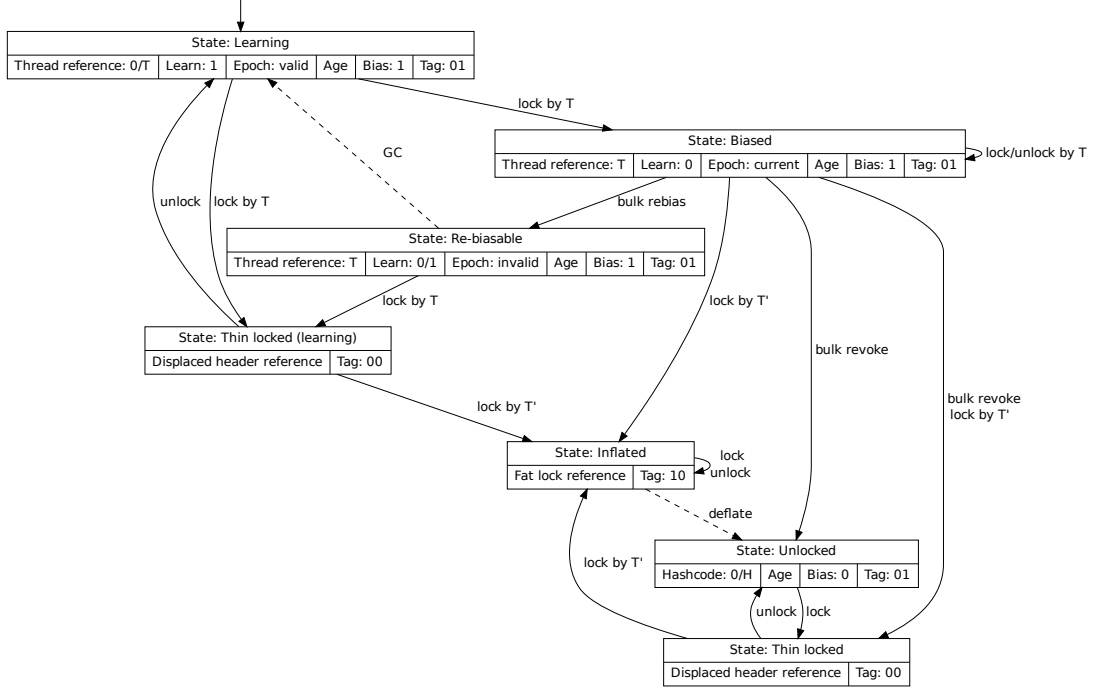 State: Learning
Thread reference: 0/T Learn: 1 Epoch: valid Age Bias: 1 Tag: 01
lock by T
State: Biased
Thread reference: T Learn: 0 Epoch: current Age Bias: 1 Tag: 01
lock/unlock by T
GC
unlock
lock by T
bulk rebias
State: Re-biasable
Thread reference: T Learn: 0/1 Epoch: invalid Age Bias: 1 Tag: 01
lock by T
lock by T'
State: Thin locked (learning)
Displaced header reference Tag: 00
bulk revoke
bulk revoke
lock by T'
lock by T'
State: Inflated
Fat lock reference Tag: 10
lock
unlock
deflate
State: Unlocked
Hashcode: 0/H Age Bias: 0 Tag: 01
lock by T'
unlock
lock
State: Thin locked
Displaced header reference Tag: 00